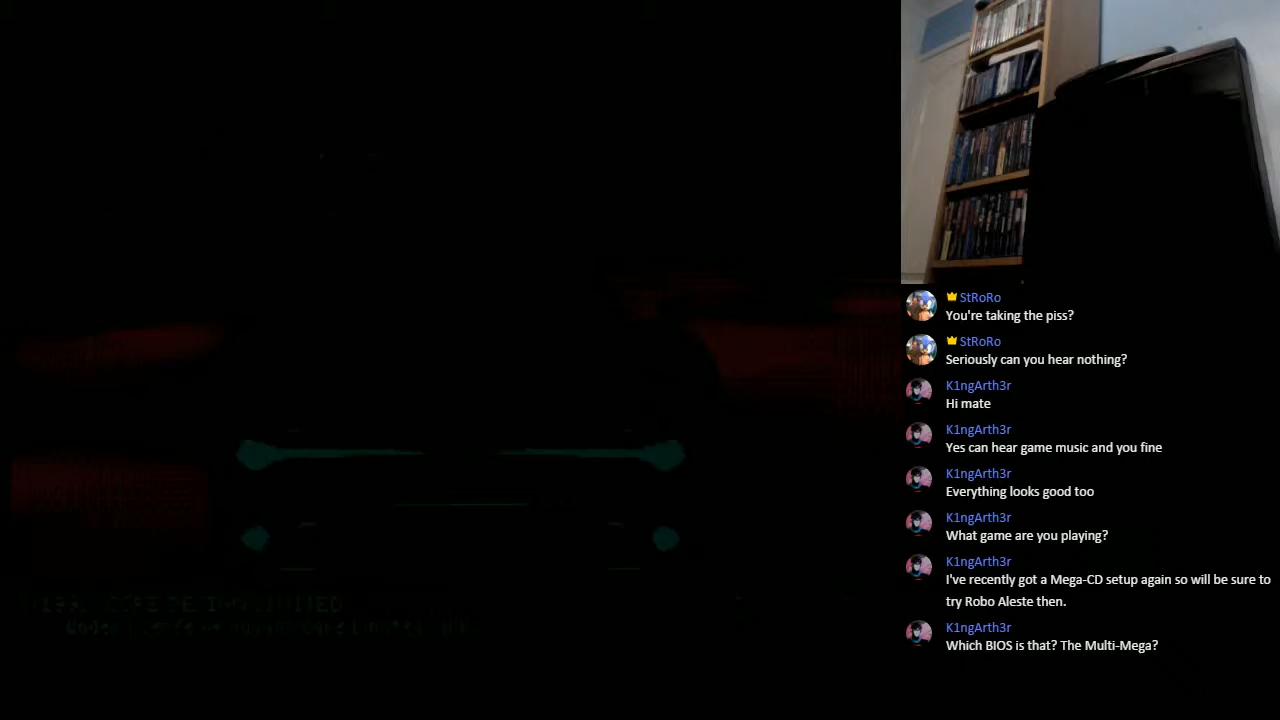 StRoRo
You're taking the piss?
StRoRo
Seriously can you hear nothing?
K1ngArth3r
Hi mate
K1ngArth3r
Yes can hear game music and you fine
K1ngArth3r
Everything looks good too
K1ngArth3r
What game are you playing?
K1ngArth3r
I've recently got a Mega-CD setup again so will be sure to
try Robo Aleste then.
K1ngArth3r
Which BIOS is that? The Multi-Mega?
CORE DESIGN LIMITED